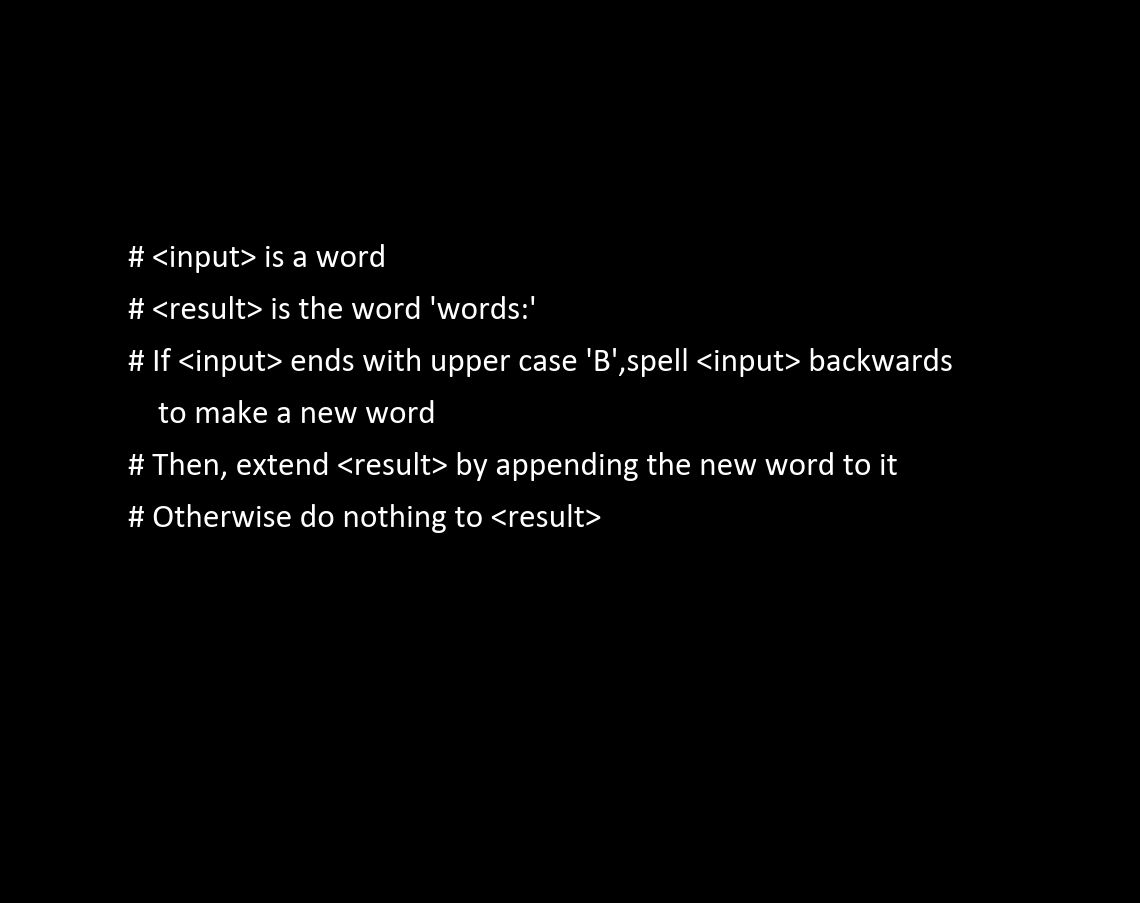 # <input> is a word
# <result> is the word 'words:'
# If <input> ends with upper case 'B',spell <input> backwards
to make a new word
# Then, extend <result> by appending the new word to it
# Otherwise do nothing to <result>